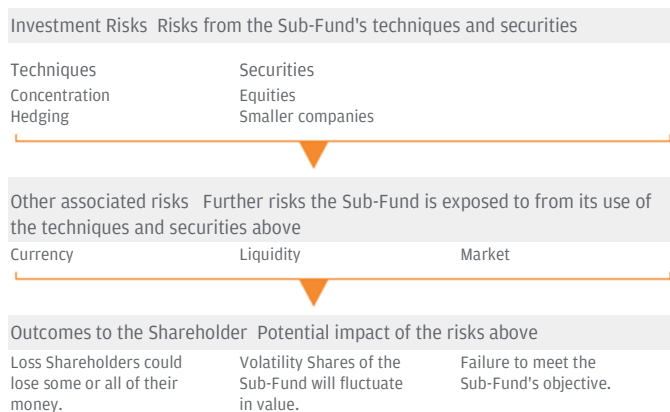 Investment Risks Risks from the Sub-Fund's techniques and securities
Techniques Securities
Concentration Equities
Hedging Smaller companies
Other associated risks Further risks the Sub-Fund is exposed to from its use of
the techniques and securities above
Currency Liquidity Market
Outcomes to the Shareholder Potential impact of the risks above
Loss Shareholders could
lose some or all of their
money.
Volatility Shares of the
Sub-Fund will fluctuate
in value.
Failure to meet the
Sub-Fund's objective.